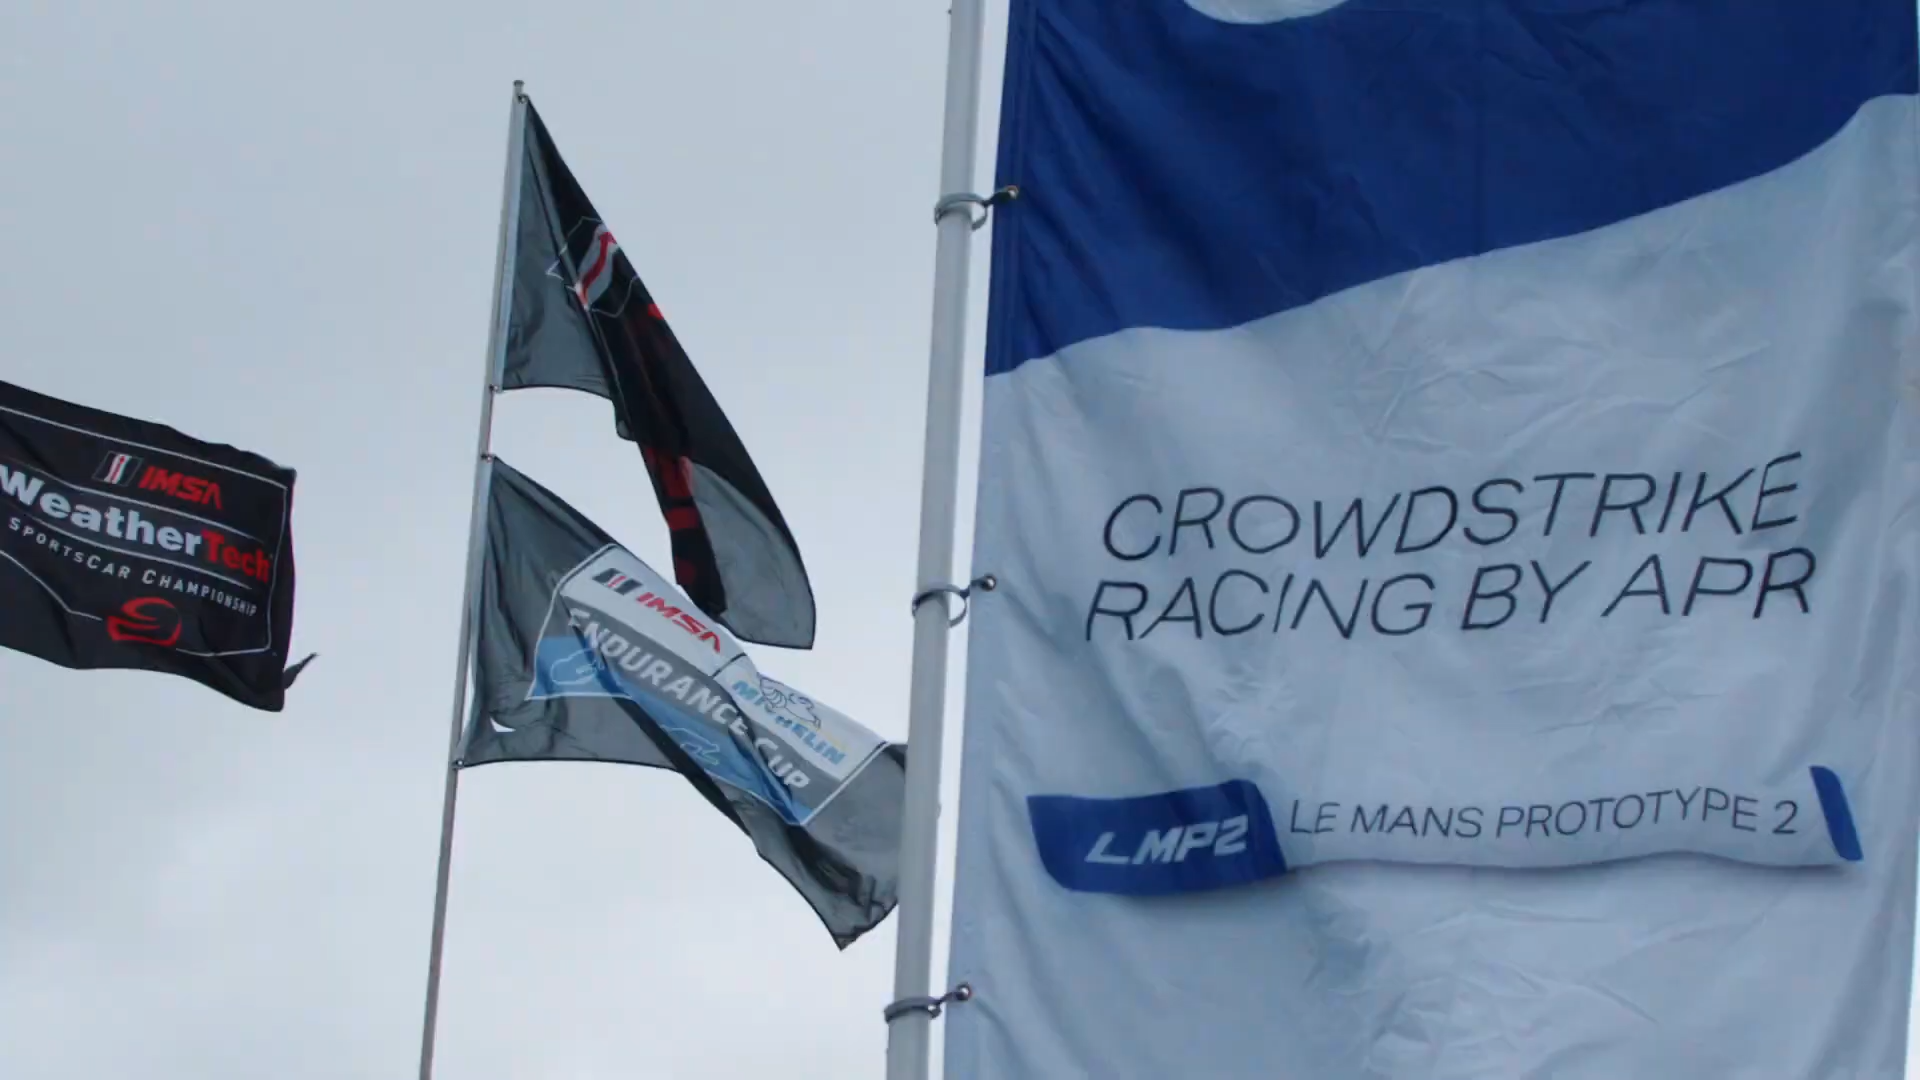 IMSA
WeatherTech
SPORTSCAR CHAMPIONSHIP
IMSA
ENDURANCE CUP
MICHELIN
CROWDSTRIKE
RACING BY APR
LMP2 LE MANS PROTOTYPE 2